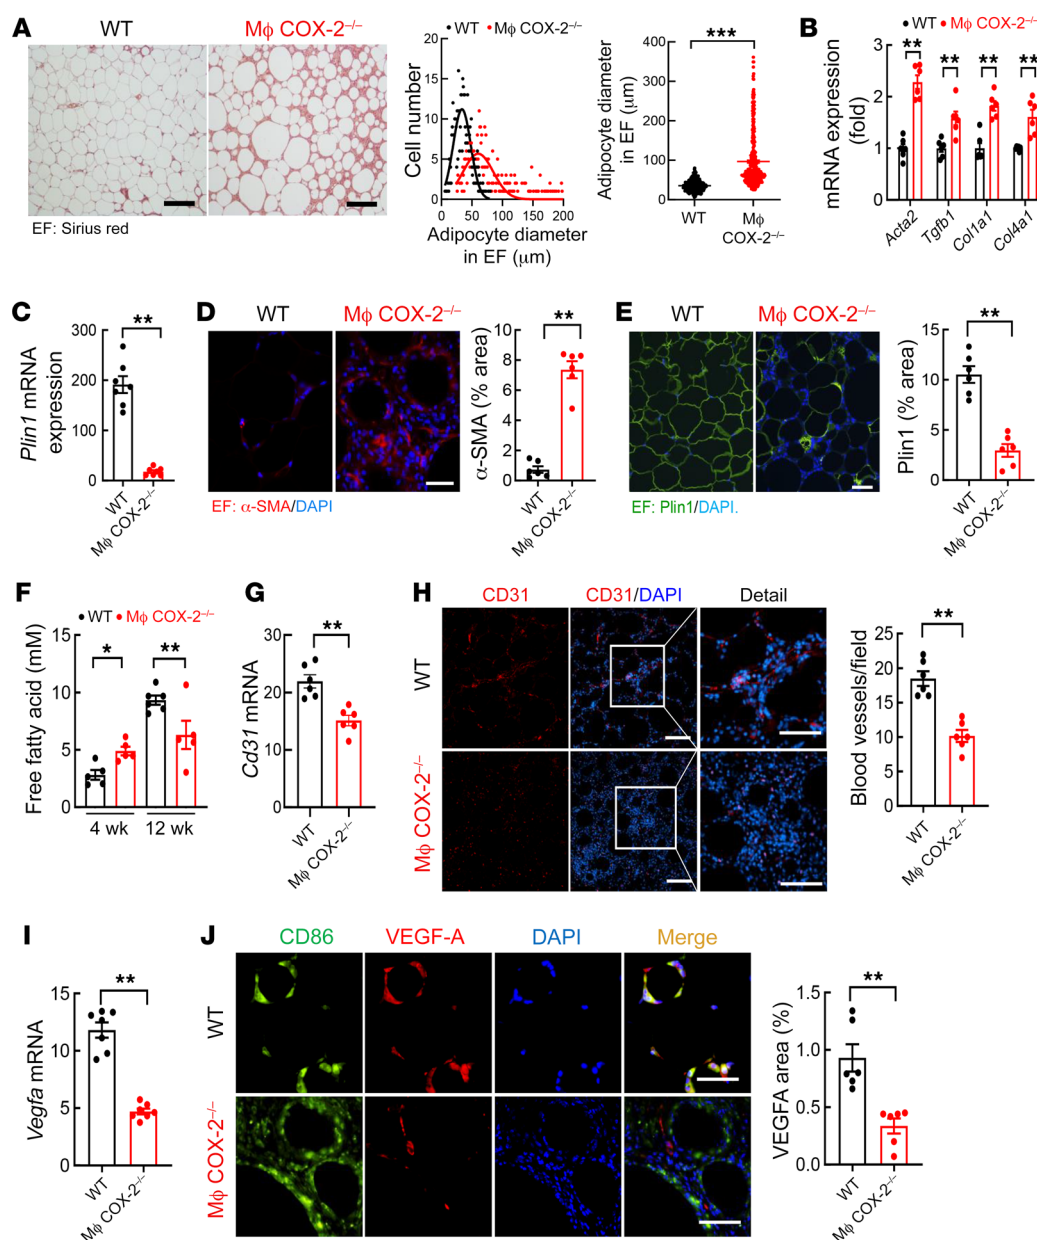 A
WT
Mϕ COX-2–/–
EF: Sirius red
WT Mϕ COX-2–/–
Cell number
20
15
10
5
0
0 50 100 150 200
Adipocyte diameter
in EF (μm)
Adipocyte diameter
in EF (μm)
400
300
200
100
0
***
WT
Mϕ
COX-2–/–
B
WT Mϕ COX-2–/–
mRNA expression
(fold)
3
2
1
0
** ** ** **
Acta2
Tgfb1
Col1a1
Col4a1
C
Plin1 mRNA
expression
300
200
100
0
**
WT
Mϕ COX-2–/–
D
WT
Mϕ COX-2–/–
EF: α-SMA/DAPI
α-SMA (% area)
10
8
6
4
2
0
**
WT
Mϕ COX-2–/–
E
WT
Mϕ COX-2–/–
EF: Plin1/DAPI.
Plin1 (% area)
15
10
5
0
**
WT
Mϕ COX-2–/–
F
WT Mϕ COX-2–/–
Free fatty acid (mM)
15
10
5
0
* **
4 wk 12 wk
G
Cd31 mRNA
30
20
10
0
**
WT
Mϕ COX-2–/–
H
CD31
CD31/DAPI
Detail
WT
Mϕ COX-2–/–
Blood vessels/field
25
20
15
10
5
0
**
WT
Mϕ COX-2–/–
I
Vegfa mRNA
15
10
5
0
**
WT
Mϕ COX-2–/–
J
CD86
VEGF-A
DAPI
Merge
WT
Mϕ COX-2–/–
VEGFA area (%)
1.5
1.0
0.5
0.0
**
WT
Mϕ COX-2–/–